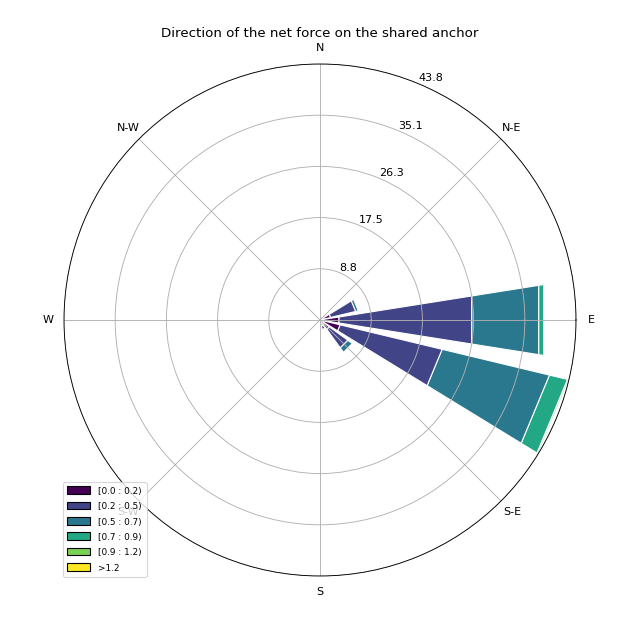 Direction of the net force on the shared anchor
N
43.8
N-W
N-E
35.1
26.3
17.5
8.8
W
E
[0.0 : 0.2)
[0.2 : 0.5)
S-W
S-E
[0.5 : 0.7)
[0.7 : 0.9)
[0.9 : 1.2)
>1.2
S